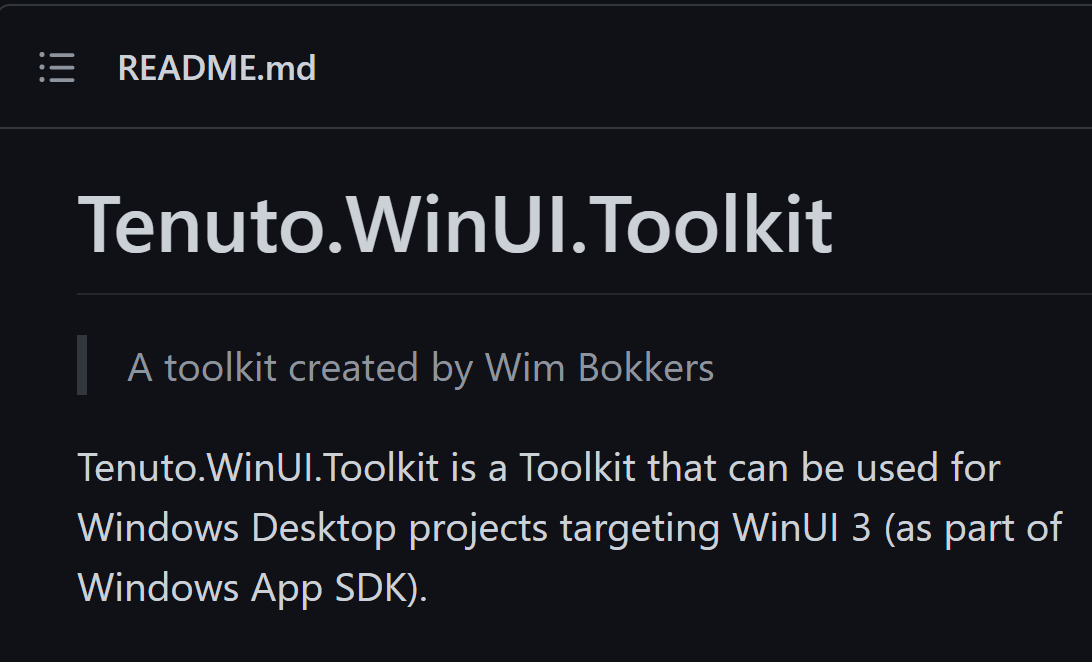 README.md
Tenuto.WinUI.Toolkit
A toolkit created by Wim Bokkers
Tenuto.WinUI.Toolkit is a Toolkit that can be used for
Windows Desktop projects targeting WinUI 3 (as part of
Windows App SDK).